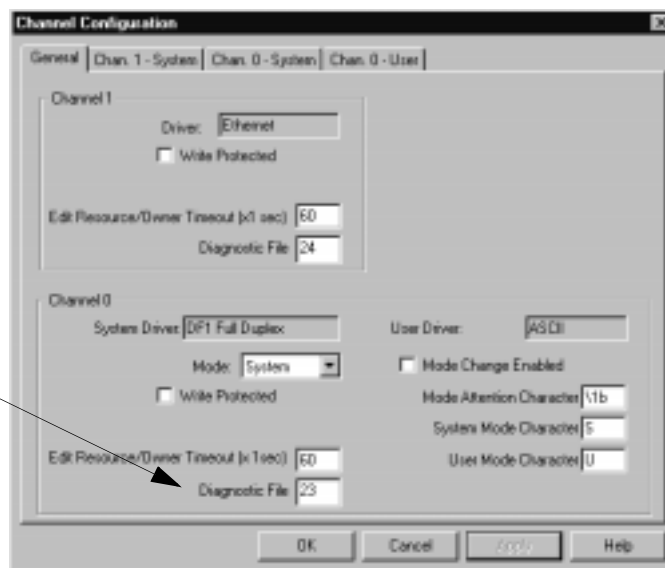 Channel Configuration
General Chan. 1 - System Chan. 0 - System Chan. 0 - User
Channel 1
Driver: Ethernet
Write Protected
Edit Resource/Owner Timeout (x1 sec) 60
Diagnostic File 24
Channel 0
System Driver: DF1 Full Duplex
Mode: System
Write Protected
Edit Resource/Owner Timeout (x 1sec) 60
Diagnostic File 23
User Driver: ASCII
Mode Change Enabled
Mode Attention Character \1b
System Mode Character S
User Mode Character U
OK Cancel Apply Help